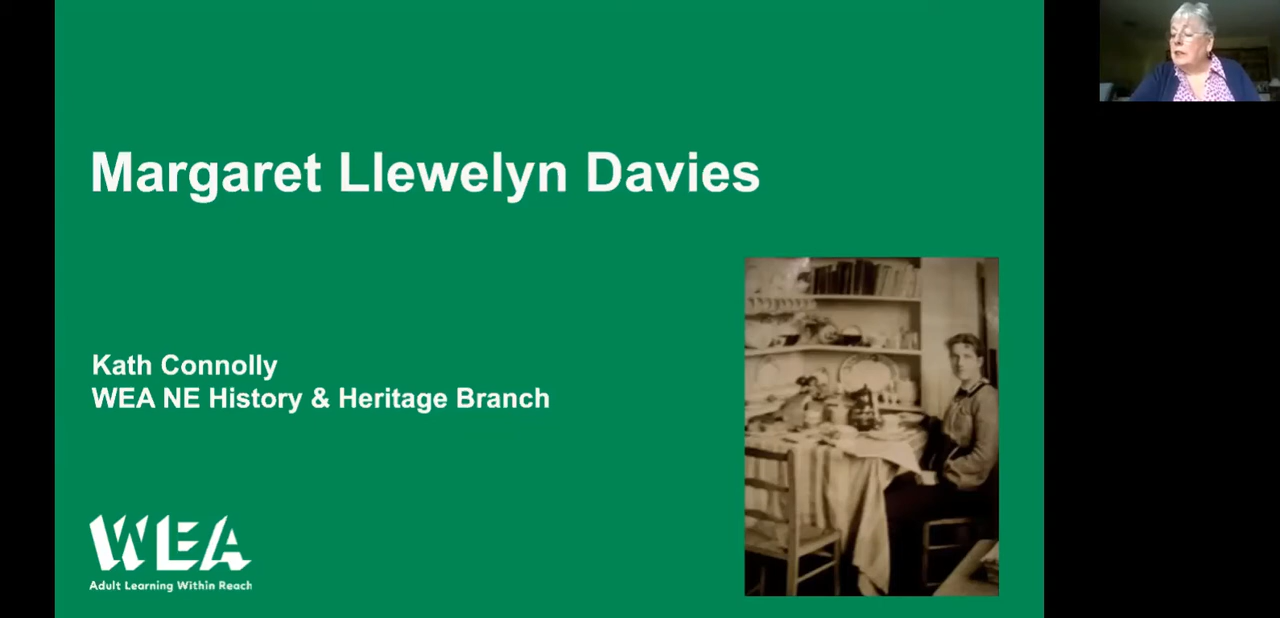 Margaret Llewelyn Davies
Kath Connolly
WEA NE History & Heritage Branch
WEA
Adult Learning Within Reach